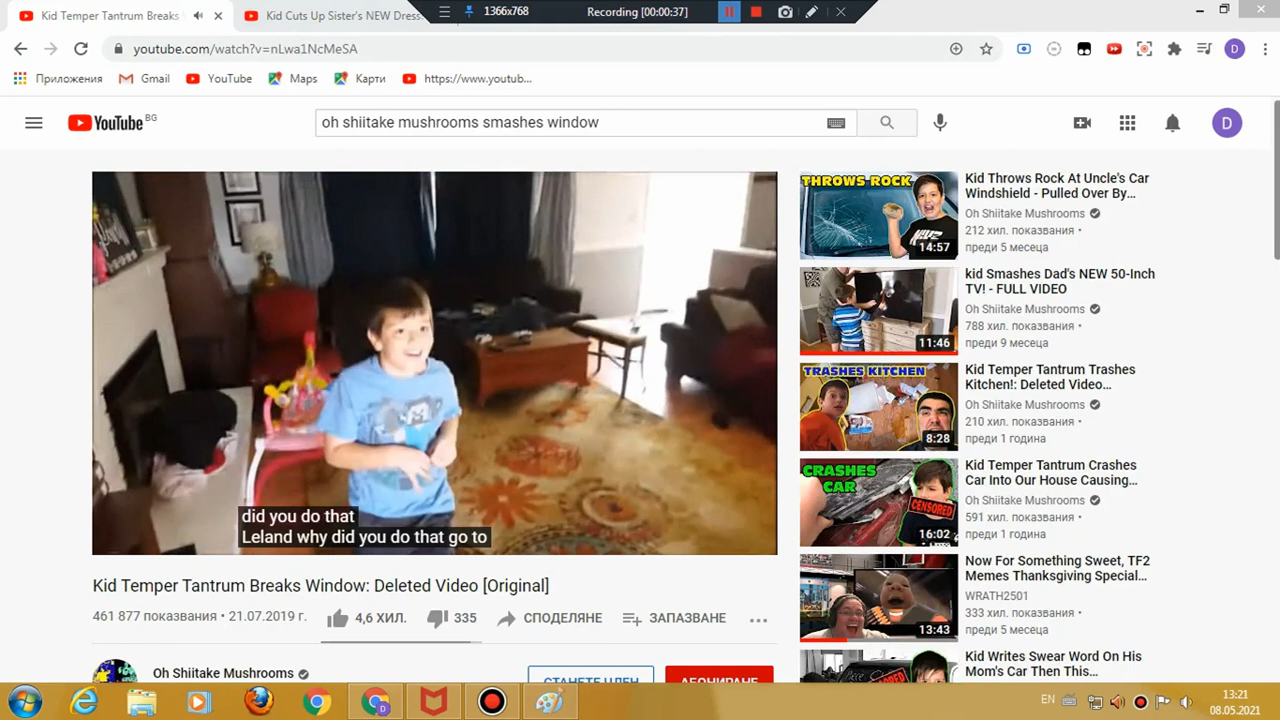 Kid Temper Tantrum Breaks
Kid Cuts Up Sister's NEW Dress:
1366x768
Recording [00:00:37]
youtube.com/watch?v=nLwa1NcMeSA
D
Приложения
Gmail
YouTube
Maps
Карти
https://www.youtub...
YouTube BG
oh shiitake mushrooms smashes window
D
did you do that
Leland why did you do that go to
Kid Temper Tantrum Breaks Window: Deleted Video [Original]
461 877 показвания • 21.07.2019 г.
4,6 ХИЛ.
335
СПОДЕЛЯНЕ
ЗАПАЗВАНЕ
Oh Shiitake Mushrooms
СТАНЕТЕ ЧЛЕН
АБОНИРАНЕ
THROWS ROCK
14:57
Kid Throws Rock At Uncle's Car
Windshield - Pulled Over By...
Oh Shiitake Mushrooms
212 хил. показвания •
преди 5 месеца
11:46
kid Smashes Dad's NEW 50-Inch
TV! - FULL VIDEO
Oh Shiitake Mushrooms
788 хил. показвания •
преди 9 месеца
TRASHES KITCHEN
8:28
Kid Temper Tantrum Trashes
Kitchen!: Deleted Video...
Oh Shiitake Mushrooms
210 хил. показвания •
преди 1 година
CRASHES
CAR
CENSORED
16:02
Kid Temper Tantrum Crashes
Car Into Our House Causing...
Oh Shiitake Mushrooms
591 хил. показвания •
преди 1 година
13:43
Now For Something Sweet, TF2
Memes Thanksgiving Special...
WRATH2501
333 хил. показвания •
преди 5 месеца
Kid Writes Swear Word On His
Mom's Car Then This...
EN
13:21
08.05.2021